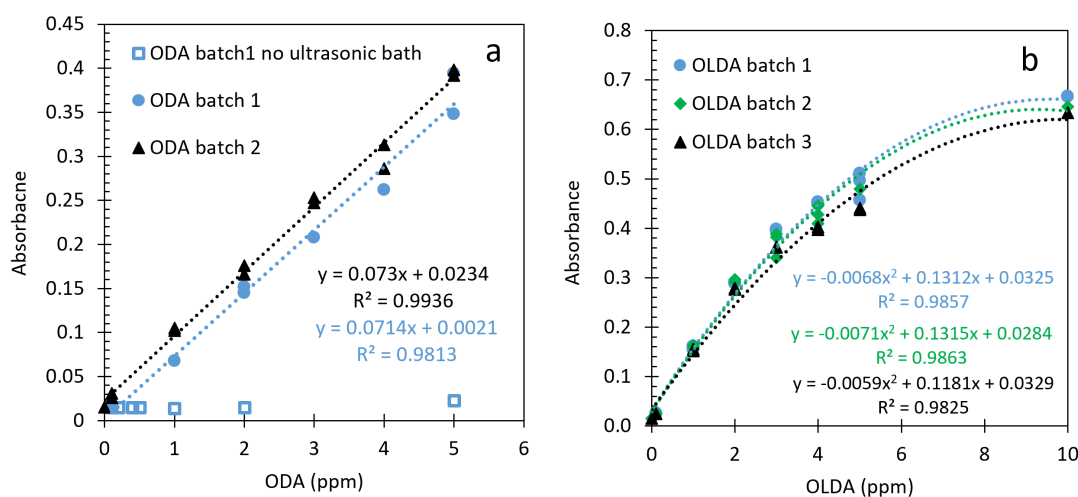 0.45
0.4
0.35
0.3
0.25
0.2
0.15
0.1
0.05
0
0 1 2 3 4 5 6
Absorbacne
ODA (ppm)
a
ODA batch1 no ultrasonic bath
ODA batch 1
ODA batch 2
y = 0.073x + 0.0234
R² = 0.9936
y = 0.0714x + 0.0021
R² = 0.9813
0.8
0.7
0.6
0.5
0.4
0.3
0.2
0.1
0.0
0 2 4 6 8 10
Absorbance
OLDA (ppm)
b
OLDA batch 1
OLDA batch 2
OLDA batch 3
y = -0.0068x² + 0.1312x + 0.0325
R² = 0.9857
y = -0.0071x² + 0.1315x + 0.0284
R² = 0.9863
y = -0.0059x² + 0.1181x + 0.0329
R² = 0.9825